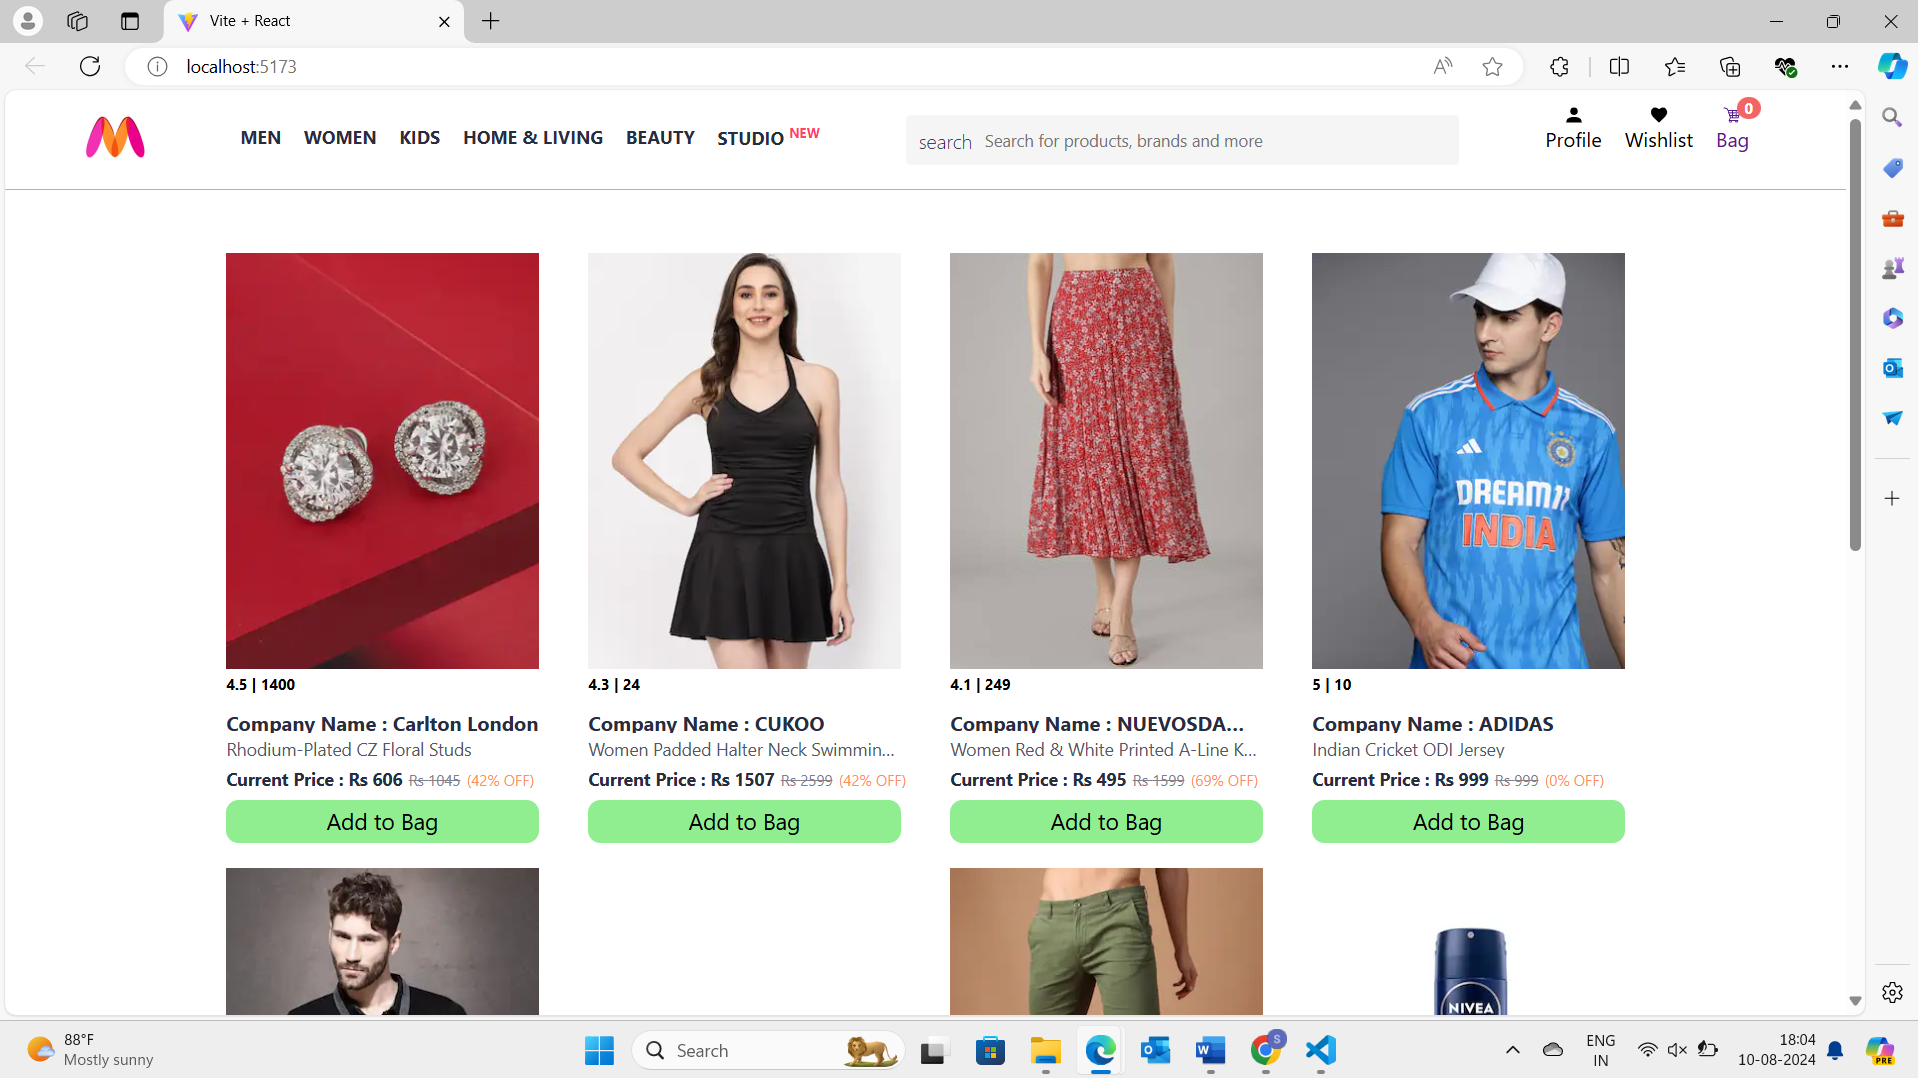 Vite + React
localhost:5173
MEN WOMEN KIDS HOME & LIVING BEAUTY STUDIO NEW
search Search for products, brands and more
0
Profile Wishlist Bag
DREAM11
INDIA
4.5 | 1400
Company Name : Carlton London
Rhodium-Plated CZ Floral Studs
Current Price : Rs 606 Rs 1045 (42% OFF)
Add to Bag
4.3 | 24
Company Name : CUKOO
Women Padded Halter Neck Swimmin...
Current Price : Rs 1507 Rs 2599 (42% OFF)
Add to Bag
4.1 | 249
Company Name : NUEVOSDA...
Women Red & White Printed A-Line K...
Current Price : Rs 495 Rs 1599 (69% OFF)
Add to Bag
5 | 10
Company Name : ADIDAS
Indian Cricket ODI Jersey
Current Price : Rs 999 Rs 999 (0% OFF)
Add to Bag
NIVEA
88°F
Mostly sunny
Search
S
ENG
IN
18:04
10-08-2024
PRE